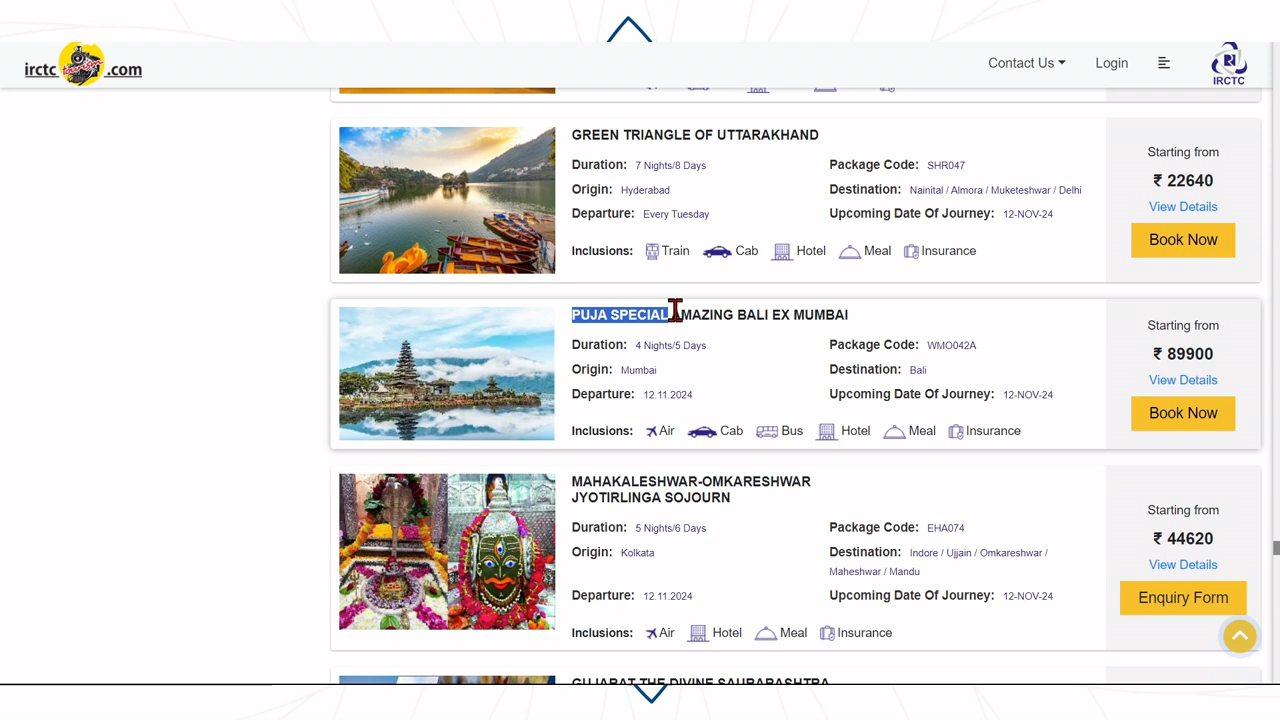 irctc tourism .com
Contact Us
Login
IRCTC
GREEN TRIANGLE OF UTTARAKHAND
Duration: 7 Nights/8 Days
Package Code: SHR047
Origin: Hyderabad
Destination: Nainital / Almora / Muketeshwar / Delhi
Departure: Every Tuesday
Upcoming Date Of Journey: 12-NOV-24
Inclusions: Train Cab Hotel Meal Insurance
Starting from
₹ 22640
View Details
Book Now
PUJA SPECIAL AMAZING BALI EX MUMBAI
Duration: 4 Nights/5 Days
Package Code: WMO042A
Origin: Mumbai
Destination: Bali
Departure: 12.11.2024
Upcoming Date Of Journey: 12-NOV-24
Inclusions: Air Cab Bus Hotel Meal Insurance
Starting from
₹ 89900
View Details
Book Now
MAHAKALESHWAR-OMKARESHWAR
JYOTIRLINGA SOJOURN
Duration: 5 Nights/6 Days
Package Code: EHA074
Origin: Kolkata
Destination: Indore / Ujjain / Omkareshwar /
Maheshwar / Mandu
Departure: 12.11.2024
Upcoming Date Of Journey: 12-NOV-24
Inclusions: Air Hotel Meal Insurance
Starting from
₹ 44620
View Details
Enquiry Form
GUJARAT THE DIVINE SAURARASHTRA